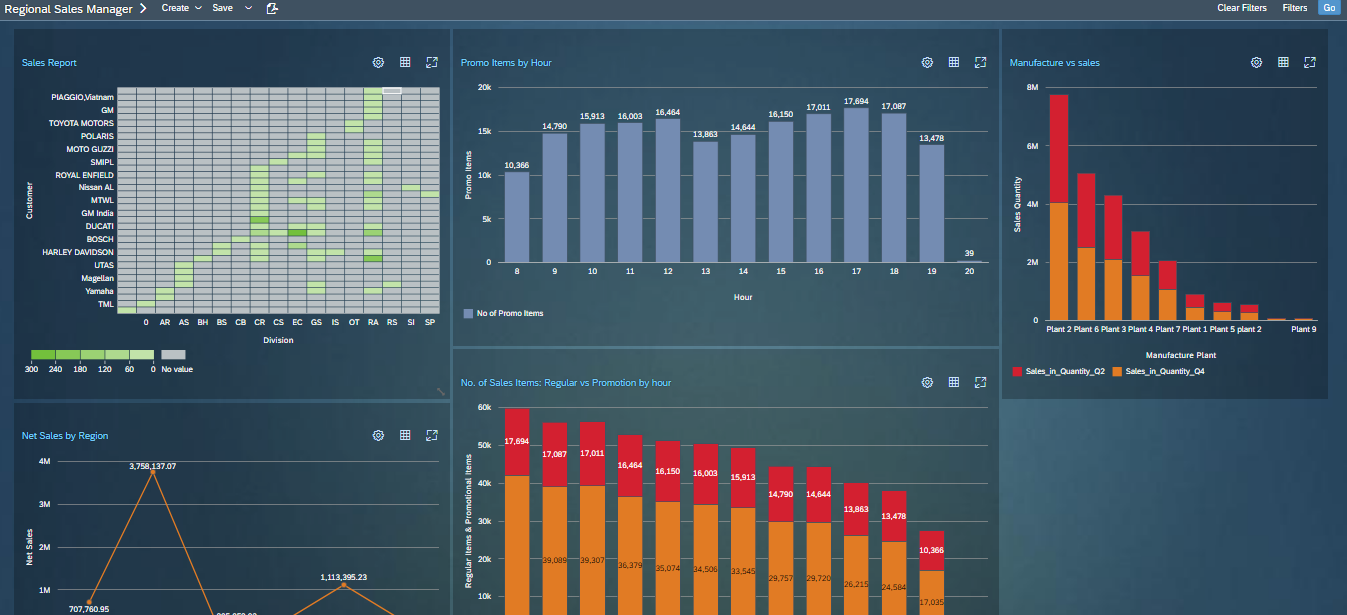 Regional Sales Manager
Create
Save
Clear Filters
Filters
Go
Sales Report
Customer
PIAGGIO,Vietnam
GM
TOYOTA MOTORS
POLARIS
MOTO GUZZI
SMIPL
ROYAL ENFIELD
Nissan AL
MTWL
GM India
DUCATI
BOSCH
HARLEY DAVIDSON
UTAS
Magellan
Yamaha
TML
0 AR AS BH BS CB CR CS EC GS IS OT RA RS SI SP
Division
300 240 180 120 60 0 No value
Promo Items by Hour
Promo Items
20k
15k
10k
5k
0
10,366 14,790 15,913 16,003 16,464 13,863 14,644 16,150 17,011 17,694 17,087 13,478 39
8 9 10 11 12 13 14 15 16 17 18 19 20
Hour
No of Promo Items
Manufacture vs sales
Sales Quantity
8M
6M
4M
2M
0
Plant 2 Plant 6 Plant 3 Plant 4 Plant 7 Plant 1 Plant 5 plant 2 Plant 9
Manufacture Plant
Sales_in_Quantity_Q2 Sales_in_Quantity_Q4
Net Sales by Region
Net Sales
4M
3M
2M
1M
3,758,137.07
1,113,395.23
707,760.95
No. of Sales Items: Regular vs Promotion by hour
Regular Items & Promotional Items
60k
50k
40k
30k
20k
10k
17,694 17,087 17,011 16,464 16,150 16,003 15,913 14,790 14,644 13,863 13,478 10,366
39,089 39,307 36,379 35,074 34,506 33,545 29,757 29,720 26,215 24,584 17,035